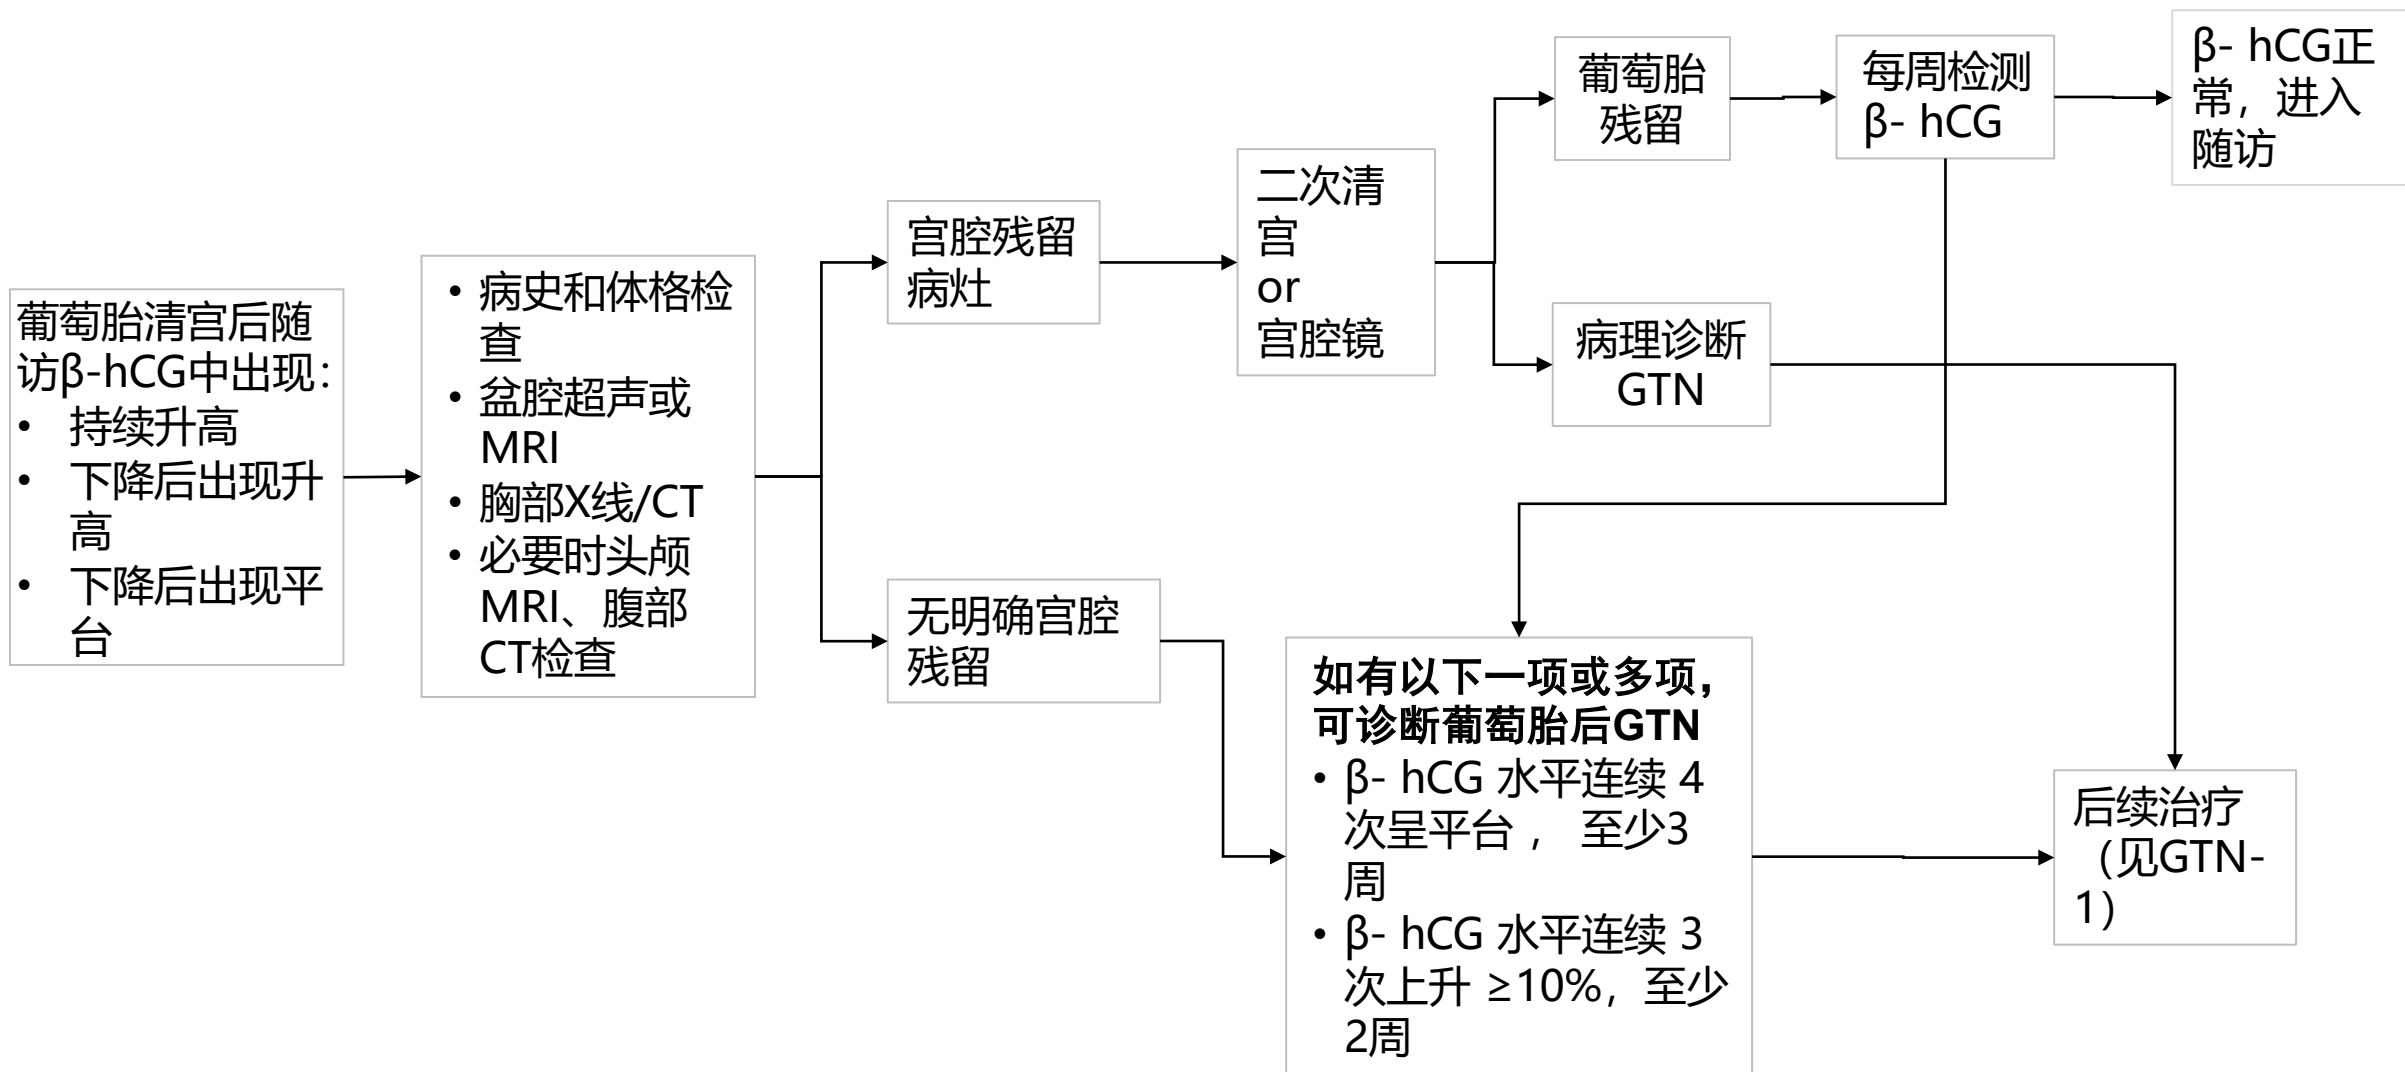 葡萄胎清宫后随
访β-hCG中出现：
• 持续升高
• 下降后出现升
高
• 下降后出现平
台
• 病史和体格检
查
• 盆腔超声或
MRI
• 胸部X线/CT
• 必要时头颅
MRI、腹部
CT检查
宫腔残留
病灶
无明确宫腔
残留
二次清
宫
or
宫腔镜
葡萄胎
残留
病理诊断
GTN
每周检测
β- hCG
β- hCG正
常，进入
随访
如有以下一项或多项，
可诊断葡萄胎后GTN
• β- hCG 水平连续 4
次呈平台 ， 至少3
周
• β- hCG 水平连续 3
次上升 ≥10%，至少
2周
后续治疗
（见GTN-
1）